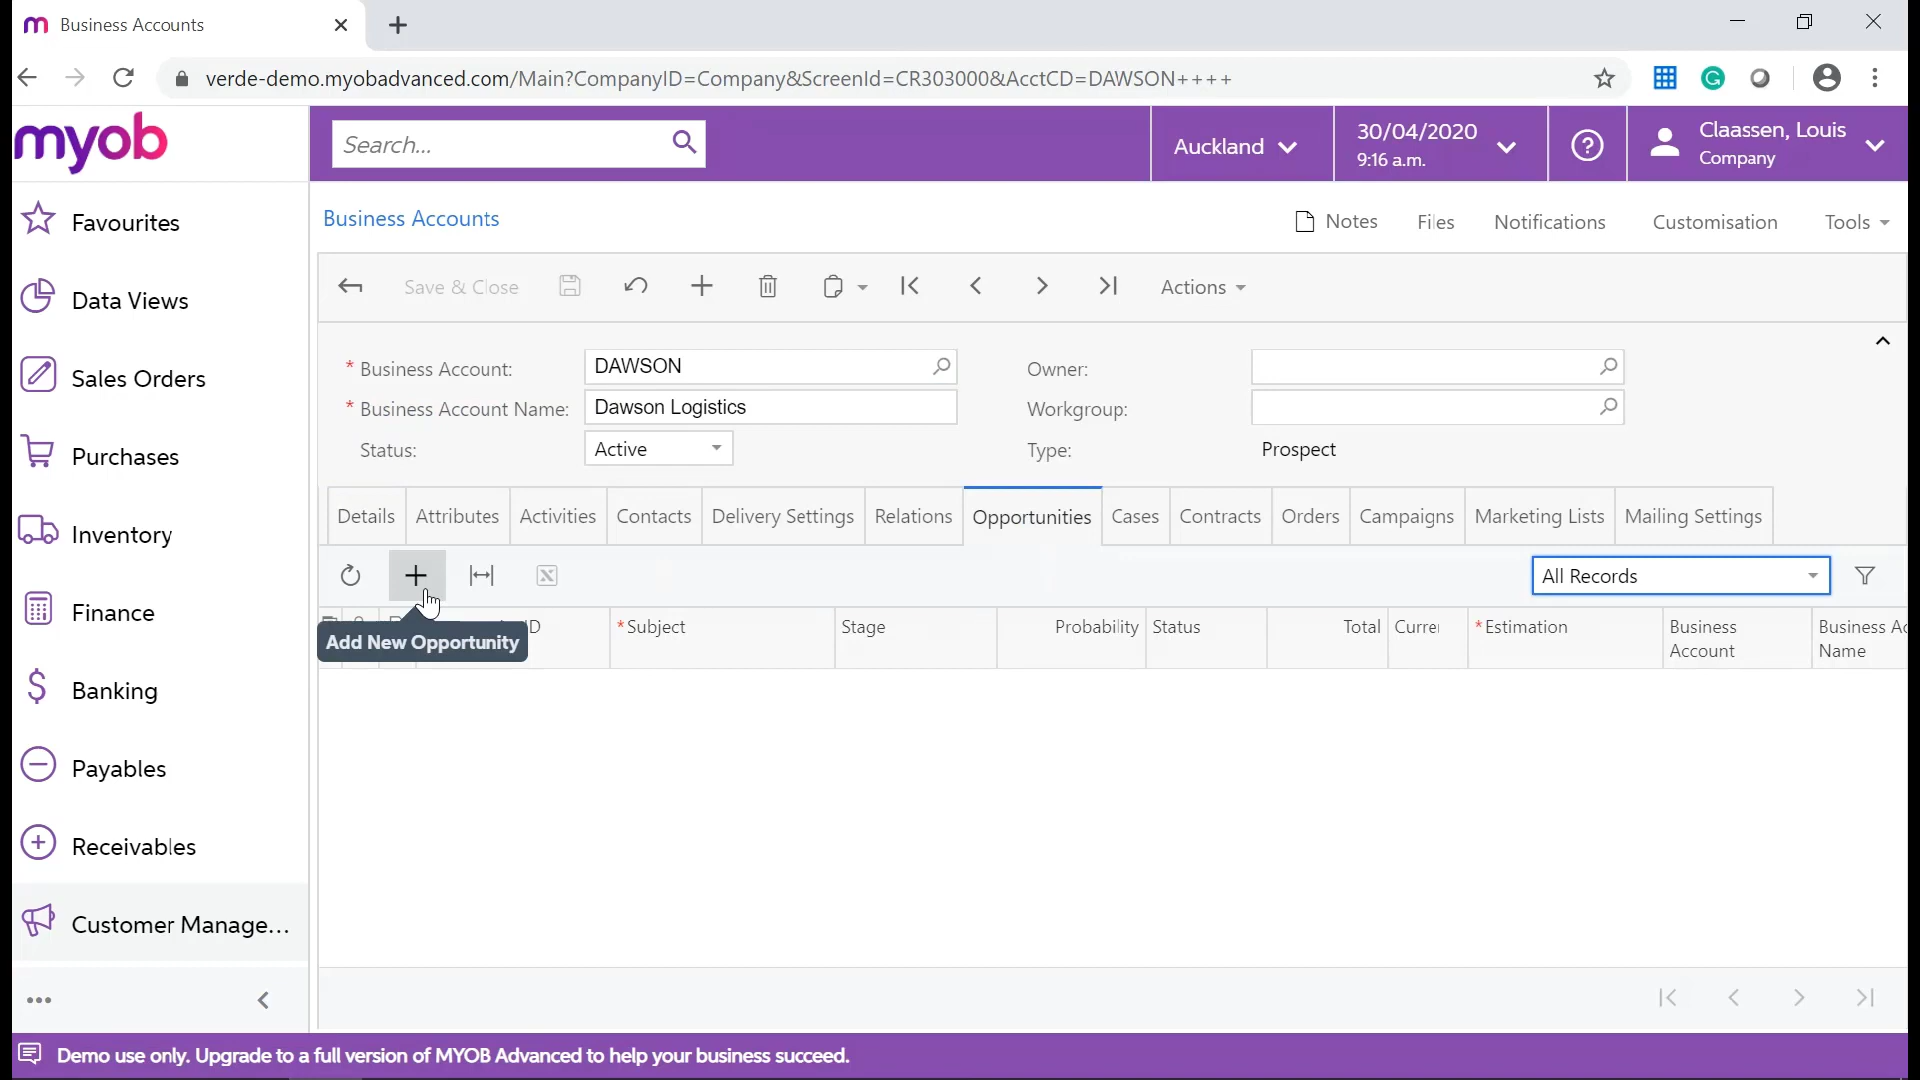 Business Accounts
verde-demo.myobadvanced.com/Main?CompanyID=Company&ScreenId=CR303000&AcctCD=DAWSON++++
myob
Search...
Auckland
30/04/2020
9:16 a.m.
Claassen, Louis
Company
Favourites
Data Views
Sales Orders
Purchases
Inventory
Finance
Banking
Payables
Receivables
Customer Manage...
Business Accounts
Notes Files Notifications Customisation Tools
Save & Close Actions
* Business Account: DAWSON Owner:
* Business Account Name: Dawson Logistics Workgroup:
Status: Active Type: Prospect
Details Attributes Activities Contacts Delivery Settings Relations Opportunities Cases Contracts Orders Campaigns Marketing Lists Mailing Settings
All Records
Add New Opportunity
ID *Subject Stage Probability Status Total Curre *Estimation Business Account Business Ac Name
Demo use only. Upgrade to a full version of MYOB Advanced to help your business succeed.